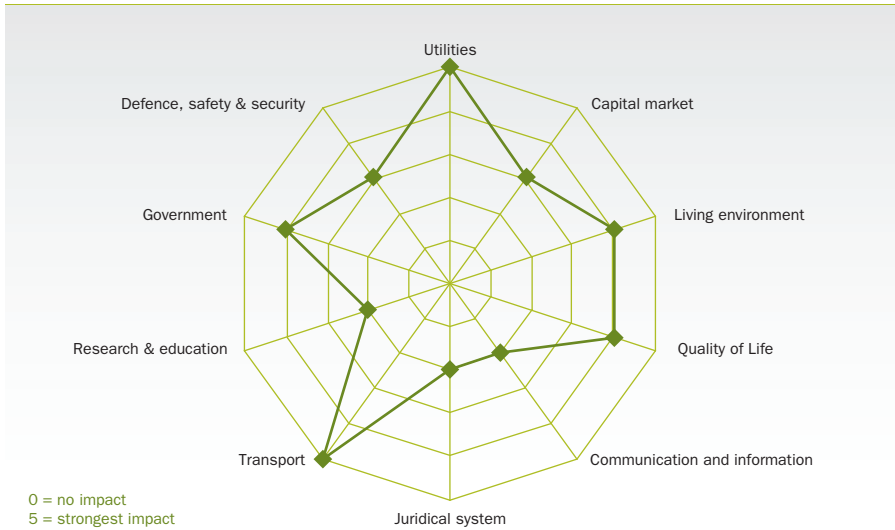 Utilities
Defence, safety & security
Capital market
Government
Living environment
Research & education
Quality of Life
Transport
Communication and information
0 = no impact
5 = strongest impact
Juridical system